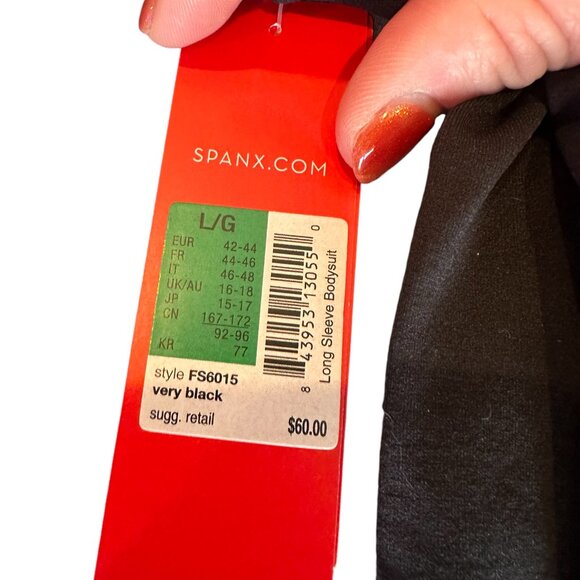 SPANX.COM
L/G
EUR 42-44
FR 44-46
IT 46-48
UK/AU 16-18
JP 15-17
CN 167-172
92-96
KR 77
style FS6015
very black
sugg. retail $60.00
8 43953 13055 0
Long Sleeve Bodysuit